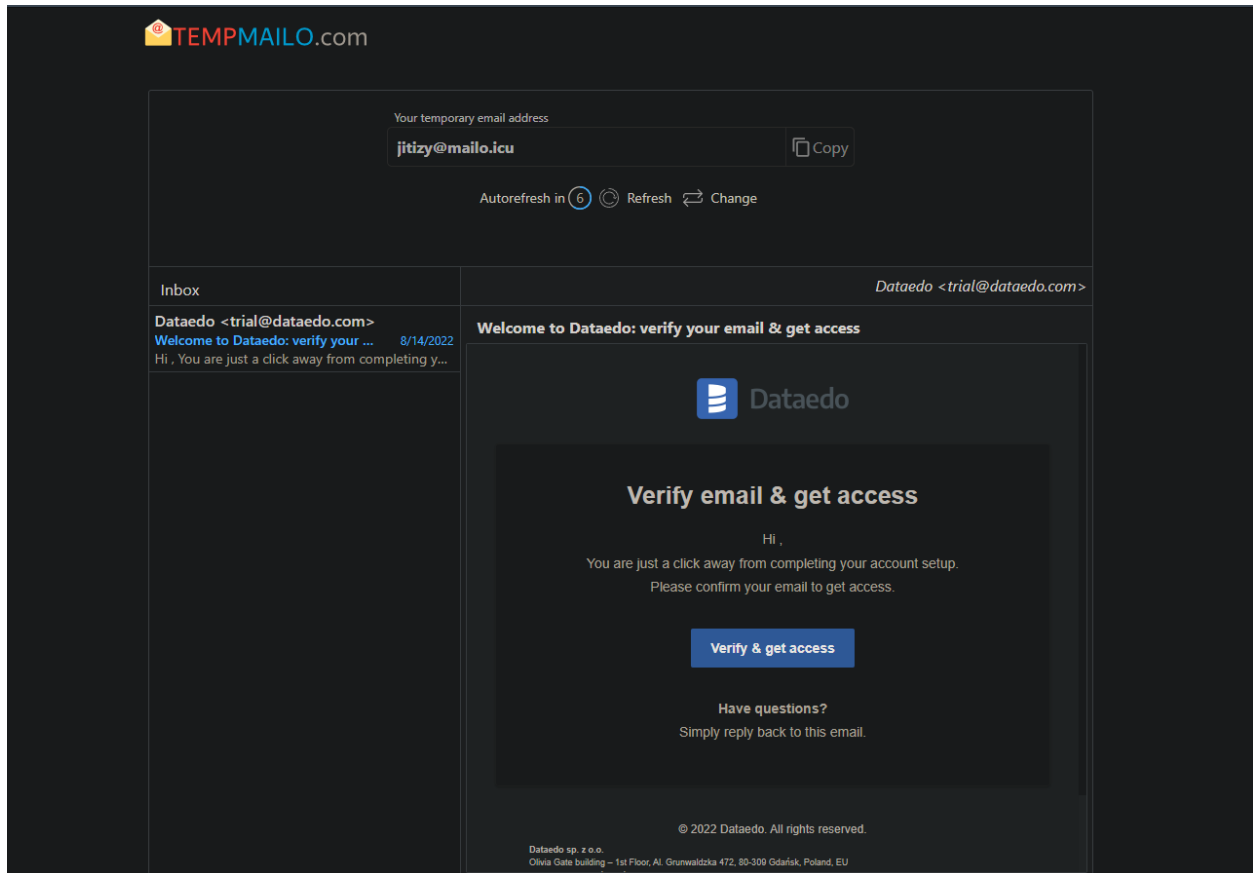 TEMPMAILO.com
Your temporary email address
jitizy@mailo.icu
Copy
Autorefresh in 6 Refresh Change
Inbox
Dataedo <trial@dataedo.com>
Dataedo <trial@dataedo.com>
Welcome to Dataedo: verify your ... 8/14/2022
Hi , You are just a click away from completing y...
Welcome to Dataedo: verify your email & get access
Dataedo
Verify email & get access
Hi ,
You are just a click away from completing your account setup.
Please confirm your email to get access.
Verify & get access
Have questions?
Simply reply back to this email.
© 2022 Dataedo. All rights reserved.
Dataedo sp. z o.o.
Olivia Gate building – 1st Floor, Al. Grunwaldzka 472, 80-309 Gdańsk, Poland, EU